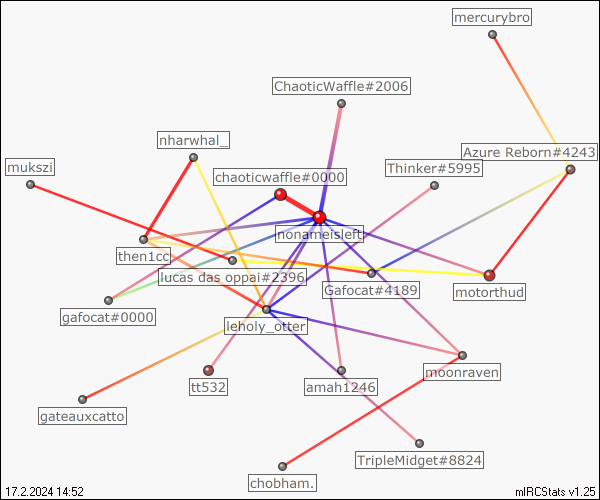 mercurybro
ChaoticWaffle#2006
nharwhal_
Azure Reborn#4243
mukszi
Thinker#5995
chaoticwaffle#0000
nonameisleft
then1cc
lucas das oppai#2396
Gafocat#4189
motorthud
gafocat#0000
leholy_otter
moonraven
tt532
amah1246
gateauxcatto
TripleMidget#8824
chobham.
17.2.2024 14:52
mIRCStats v1.25